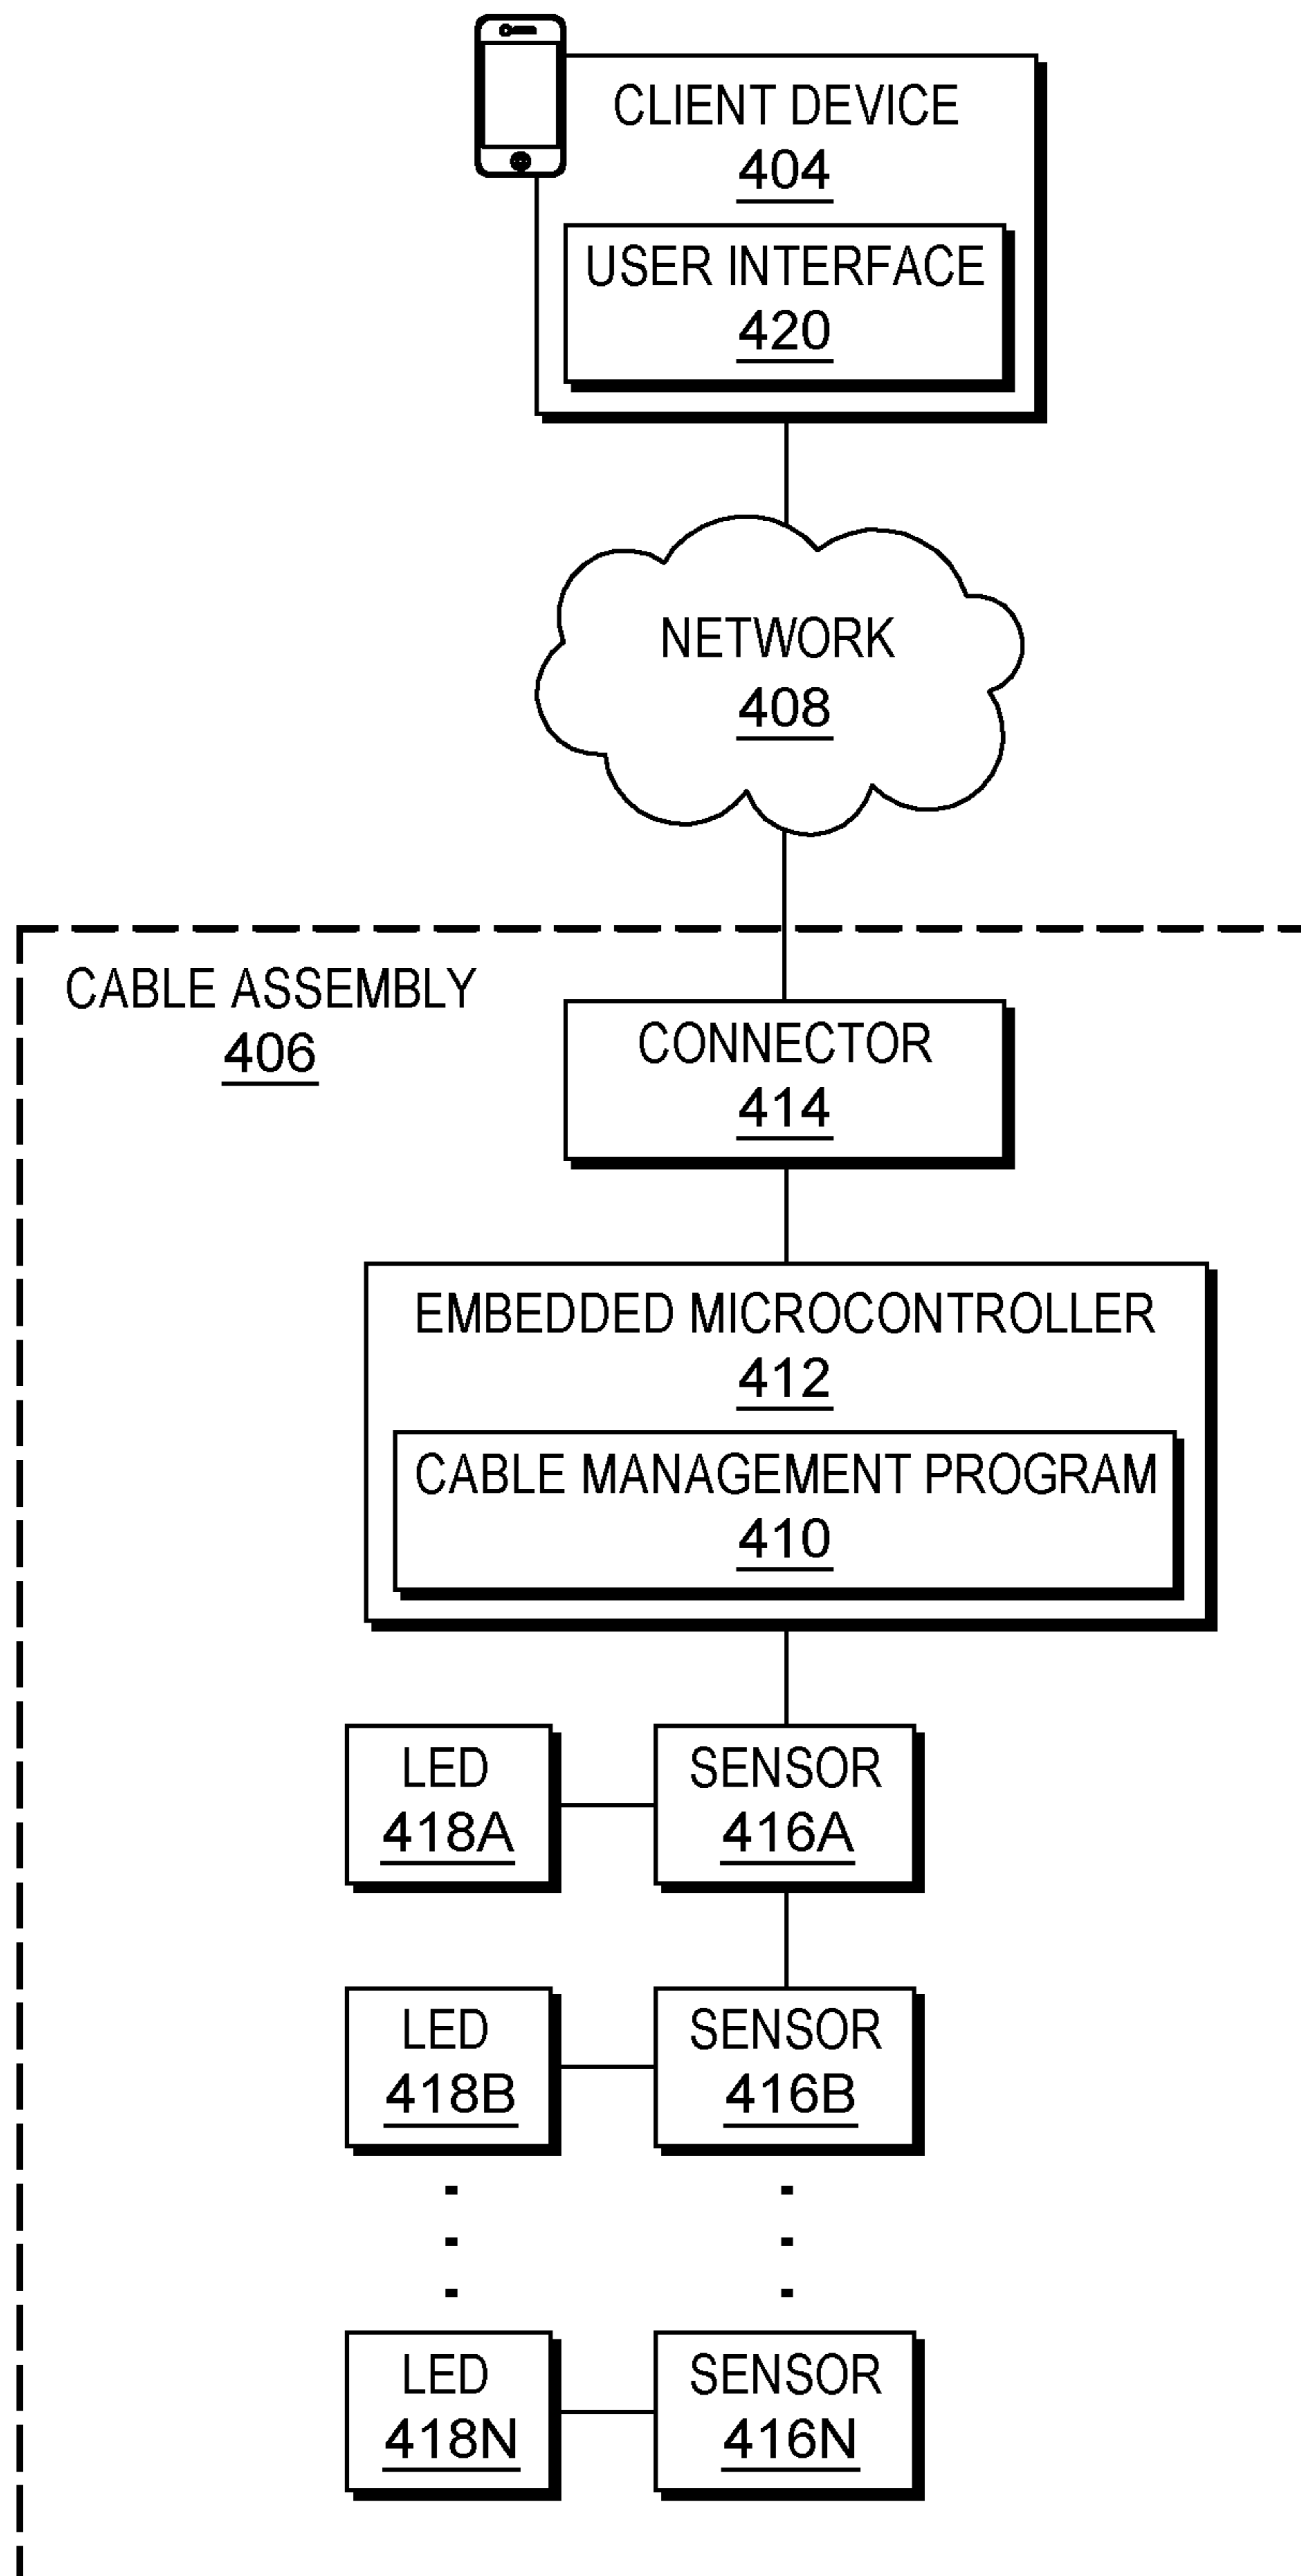 CLIENT DEVICE
404
USER INTERFACE
420
NETWORK
408
CABLE ASSEMBLY
406
CONNECTOR
414
EMBEDDED MICROCONTROLLER
412
CABLE MANAGEMENT PROGRAM
410
LED
418A
SENSOR
416A
LED
418B
SENSOR
416B
LED
418N
SENSOR
416N